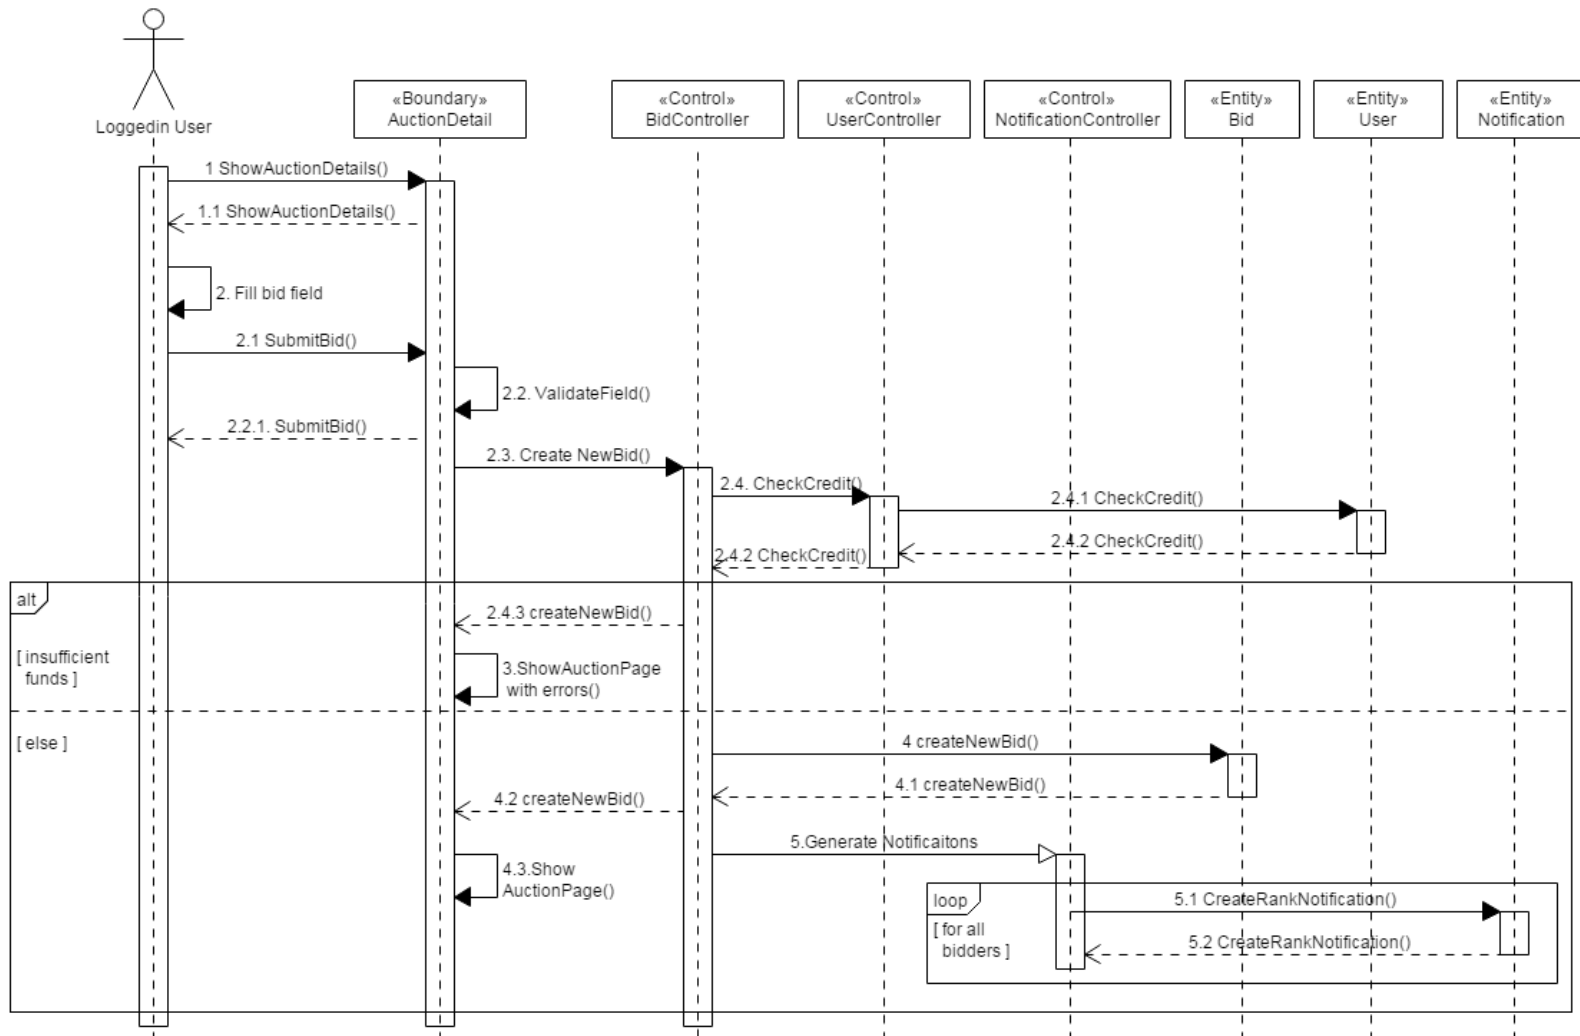 Loggedin User
«Boundary»
AuctionDetail
«Control»
BidController
«Control»
UserController
«Control»
NotificationController
«Entity»
Bid
«Entity»
User
«Entity»
Notification
1 ShowAuctionDetails()
1.1 ShowAuctionDetails()
2. Fill bid field
2.1 SubmitBid()
2.2. ValidateField()
2.2.1. SubmitBid()
2.3. Create NewBid()
2.4. CheckCredit()
2.4.1 CheckCredit()
2.4.2 CheckCredit()
2.4.2 CheckCredit()
alt
2.4.3 createNewBid()
[ insufficient
funds ]
3.ShowAuctionPage
with errors()
[ else ]
4 createNewBid()
4.1 createNewBid()
4.2 createNewBid()
5.Generate Notificaitons
4.3.Show
AuctionPage()
loop
5.1 CreateRankNotification()
[ for all
bidders ]
5.2 CreateRankNotification()